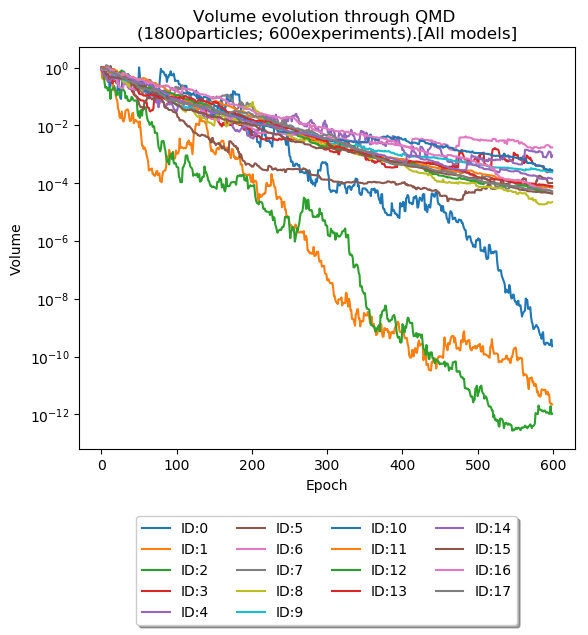 Volume evolution through QMD
(1800particles; 600experiments).[All models]
10^0
10^-2
10^-4
10^-6
10^-8
10^-10
10^-12
Volume
0 100 200 300 400 500 600
Epoch
ID:0 ID:5 ID:10 ID:14
ID:1 ID:6 ID:11 ID:15
ID:2 ID:7 ID:12 ID:16
ID:3 ID:8 ID:13 ID:17
ID:4 ID:9